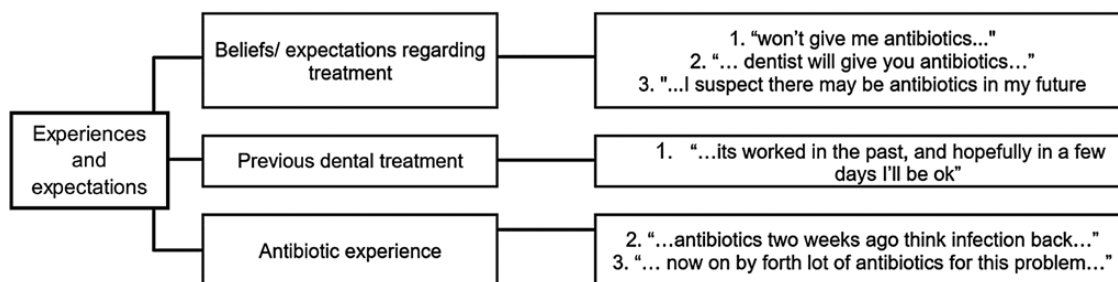 Experiences
and
expectations
Beliefs/ expectations regarding
treatment
1. “won’t give me antibiotics..."
2. “… dentist will give you antibiotics…”
3. "...I suspect there may be antibiotics in my future
Previous dental treatment
1. “…its worked in the past, and hopefully in a few
days I’ll be ok”
Antibiotic experience
2. “…antibiotics two weeks ago think infection back…”
3. “… now on by forth lot of antibiotics for this problem…”